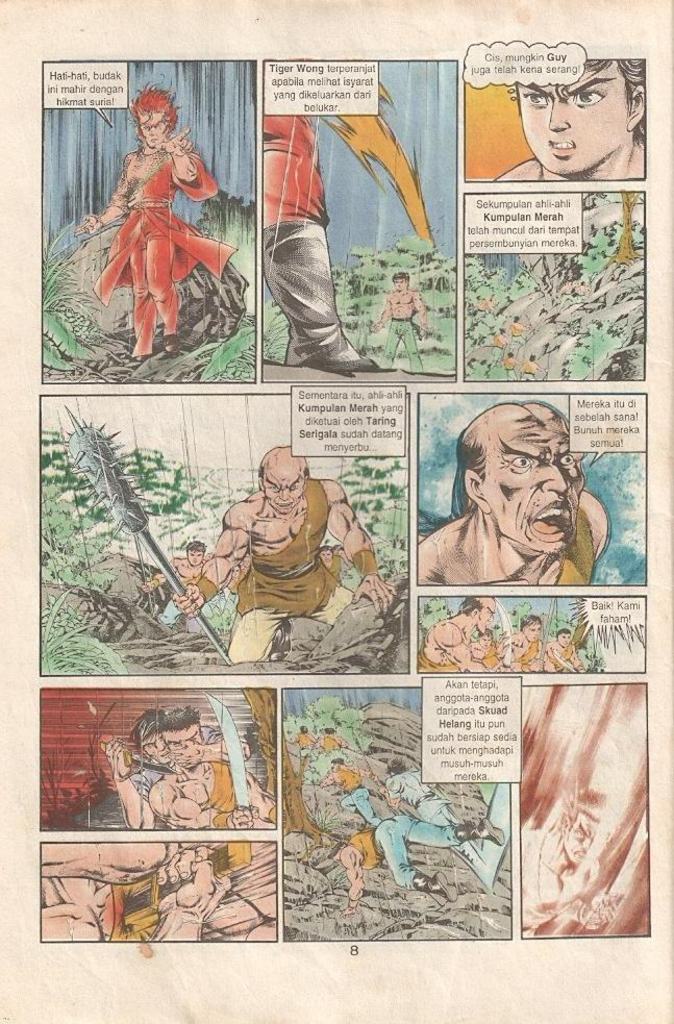 Hati-hati, budak
ini mahir dengan
hikmat suria!
Tiger Wong terperanjat
apabila melihat isyarat
yang dikeluarkan dari
belukar.
Cis, mungkin Guy
juga telah kena serang!
Sekumpulan ahli-ahli
Kumpulan Merah
telah muncul dari tempat
persembunyian mereka.
Sementara itu, ahli-ahli
Kumpulan Merah yang
diketuai oleh Taring
Serigala sudah datang
menyerbu...
Mereka itu di
sebelah sana!
Bunuh mereka
semua!
Baik! Kami
faham!
Akan tetapi,
anggota-anggota
daripada Skuad
Helang itu pun
sudah bersiap sedia
untuk menghadapi
musuh-musuh
mereka.
8